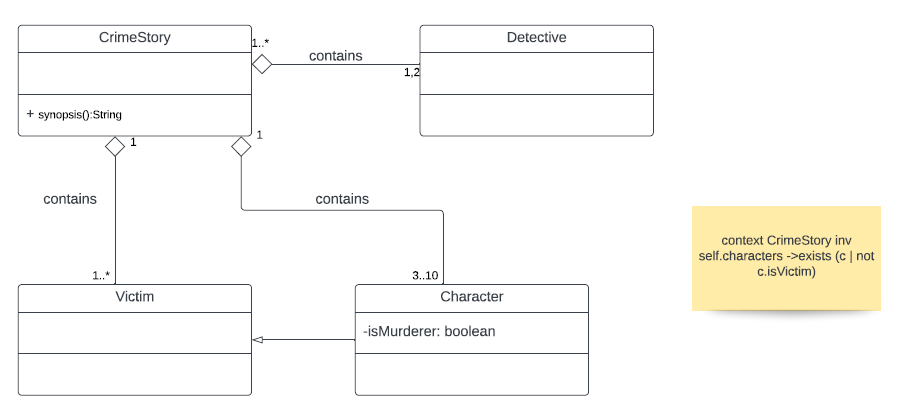 CrimeStory
+ synopsis():String
1..*
contains
1,2
Detective
1
contains
1..*
1
contains
3..10
Victim
Character
-isMurderer: boolean
context CrimeStory inv
self.characters ->exists (c | not
c.isVictim)